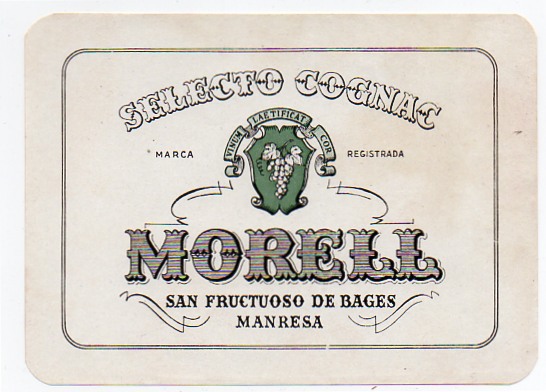 SELECTO COGNAC
VINUM LAETIFICAT COR
MARCA REGISTRADA
MORELL
SAN FRUCTUOSO DE BAGES
MANRESA